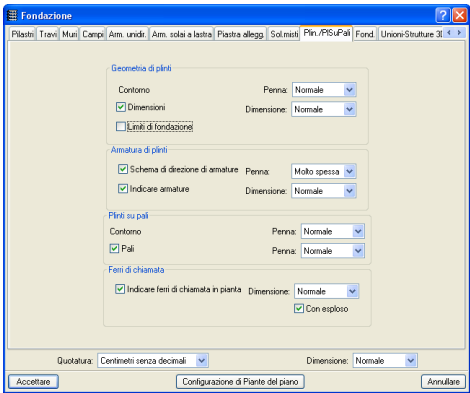 Fondazione
Pilastri Travi Muri Campi Arm. unidir. Arm. solai a lastra Piastra allegg. Sol.misti Plin./PlSuPali Fond. Unioni-Strutture 3D
Geometria di plinti
Contorno Penna: Normale
Dimensioni Dimensione: Normale
Limiti di fondazione
Armatura di plinti
Schema di direzione di armature Penna: Molto spessa
Indicare armature Dimensione: Normale
Plinti su pali
Contorno Penna: Normale
Pali Penna: Normale
Ferri di chiamata
Indicare ferri di chiamata in pianta Dimensione: Normale
Con esploso
Quotatura: Centimetri senza decimali Dimensione: Normale
Accettare Configurazione di Piante del piano Annullare